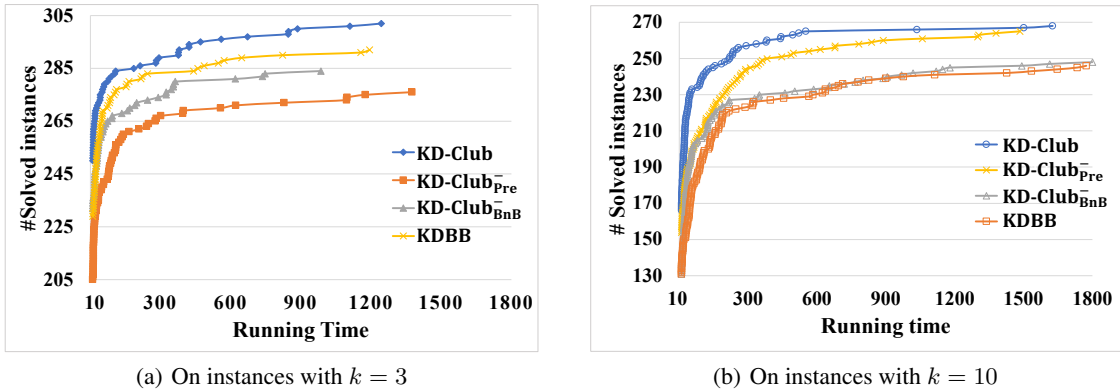 #Solved instances
305
285
265
245
225
205
10
300
600
900
1200
1500
1800
Running Time
KD-Club
KD-Club⁻Pre
KD-Club⁻BnB
KDBB
(a) On instances with k = 3
# Solved instances
270
250
230
210
190
170
150
130
10
300
600
900
1200
1500
1800
Running time
KD-Club
KD-Club⁻Pre
KD-Club⁻BnB
KDBB
(b) On instances with k = 10